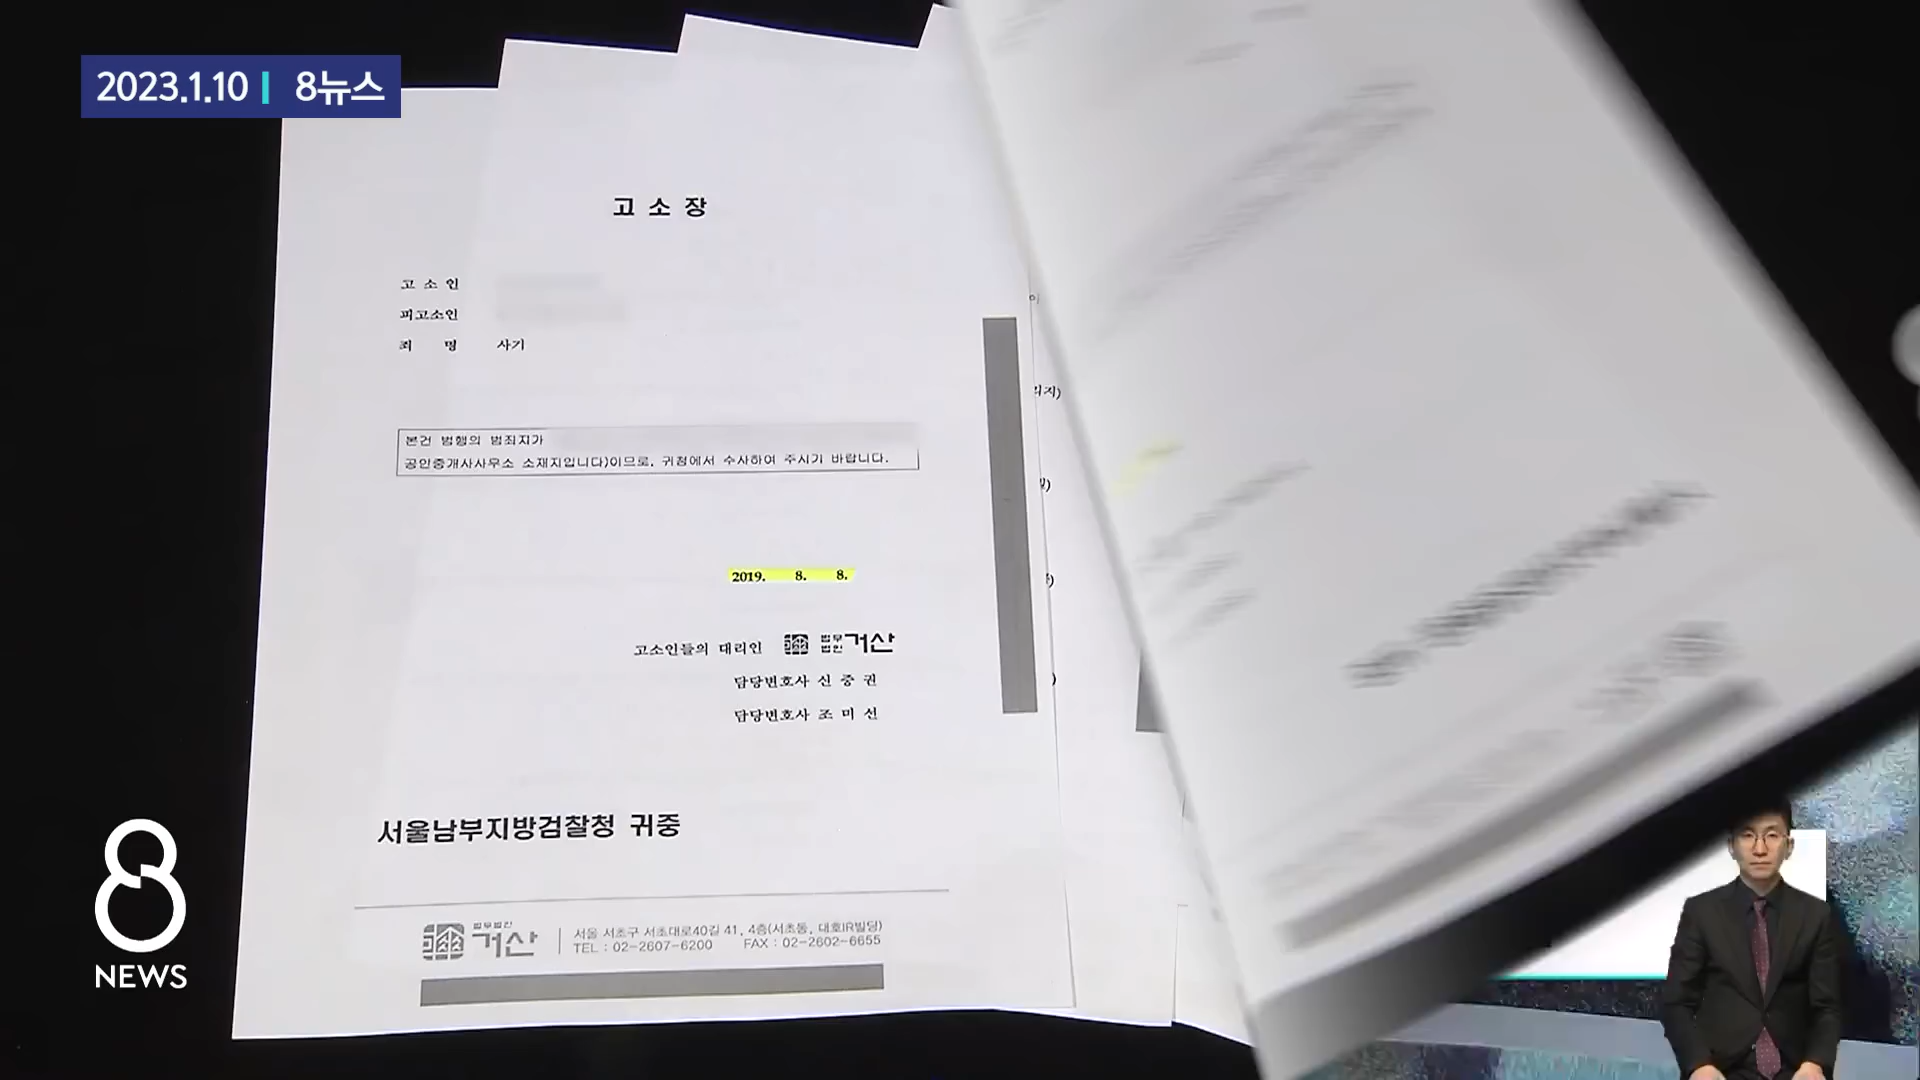 2023.1.10 8뉴스
고 소 장
고 소 인
피고소인
죄 명 사기
본건 범행의 범죄지가
공인중개사사무소 소재지입니다)이므로, 귀청에서 수사하여 주시기 바랍니다.
2019. 8. 8.
고소인들의 대리인 법무법인 거산
담당변호사 신 중 권
담당변호사 조 미 선
서울남부지방검찰청 귀중
법무법인 거산
서울 서초구 서초대로40길 41, 4층(서초동, 대호IR빌딩)
TEL : 02-2607-6200 FAX : 02-2602-6655
8
NEWS